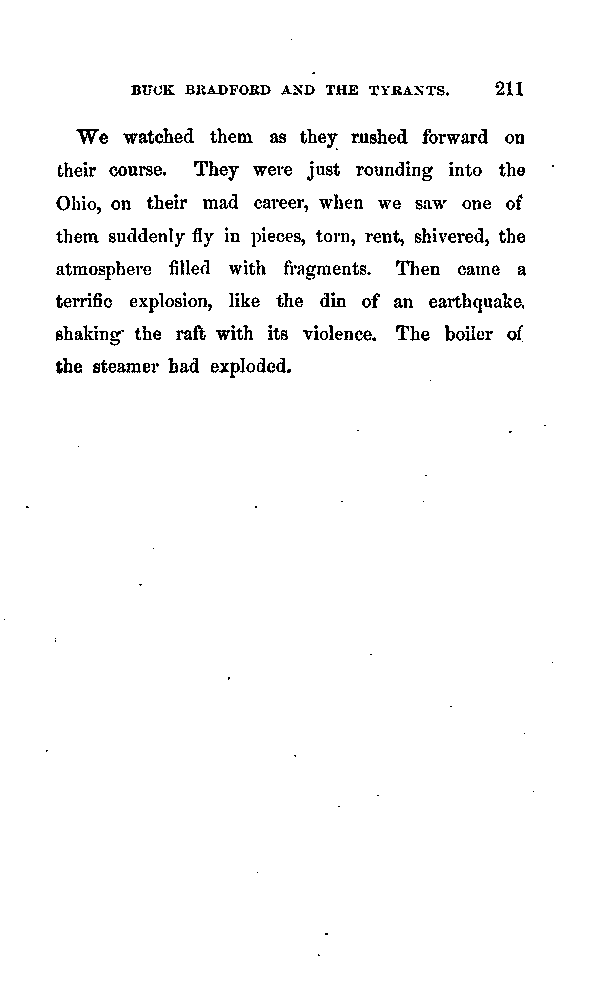 BUCK BRADFORD AND THE TYRANTS. 211
We watched them as they rushed forward on
their course. They were just rounding into the
Ohio, on their mad career, when we saw one of
them suddenly fly in pieces, torn, rent, shivered, the
atmosphere filled with fragments. Then came a
terrific explosion, like the din of an earthquake,
shaking the raft with its violence. The boiler of
the steamer had exploded.